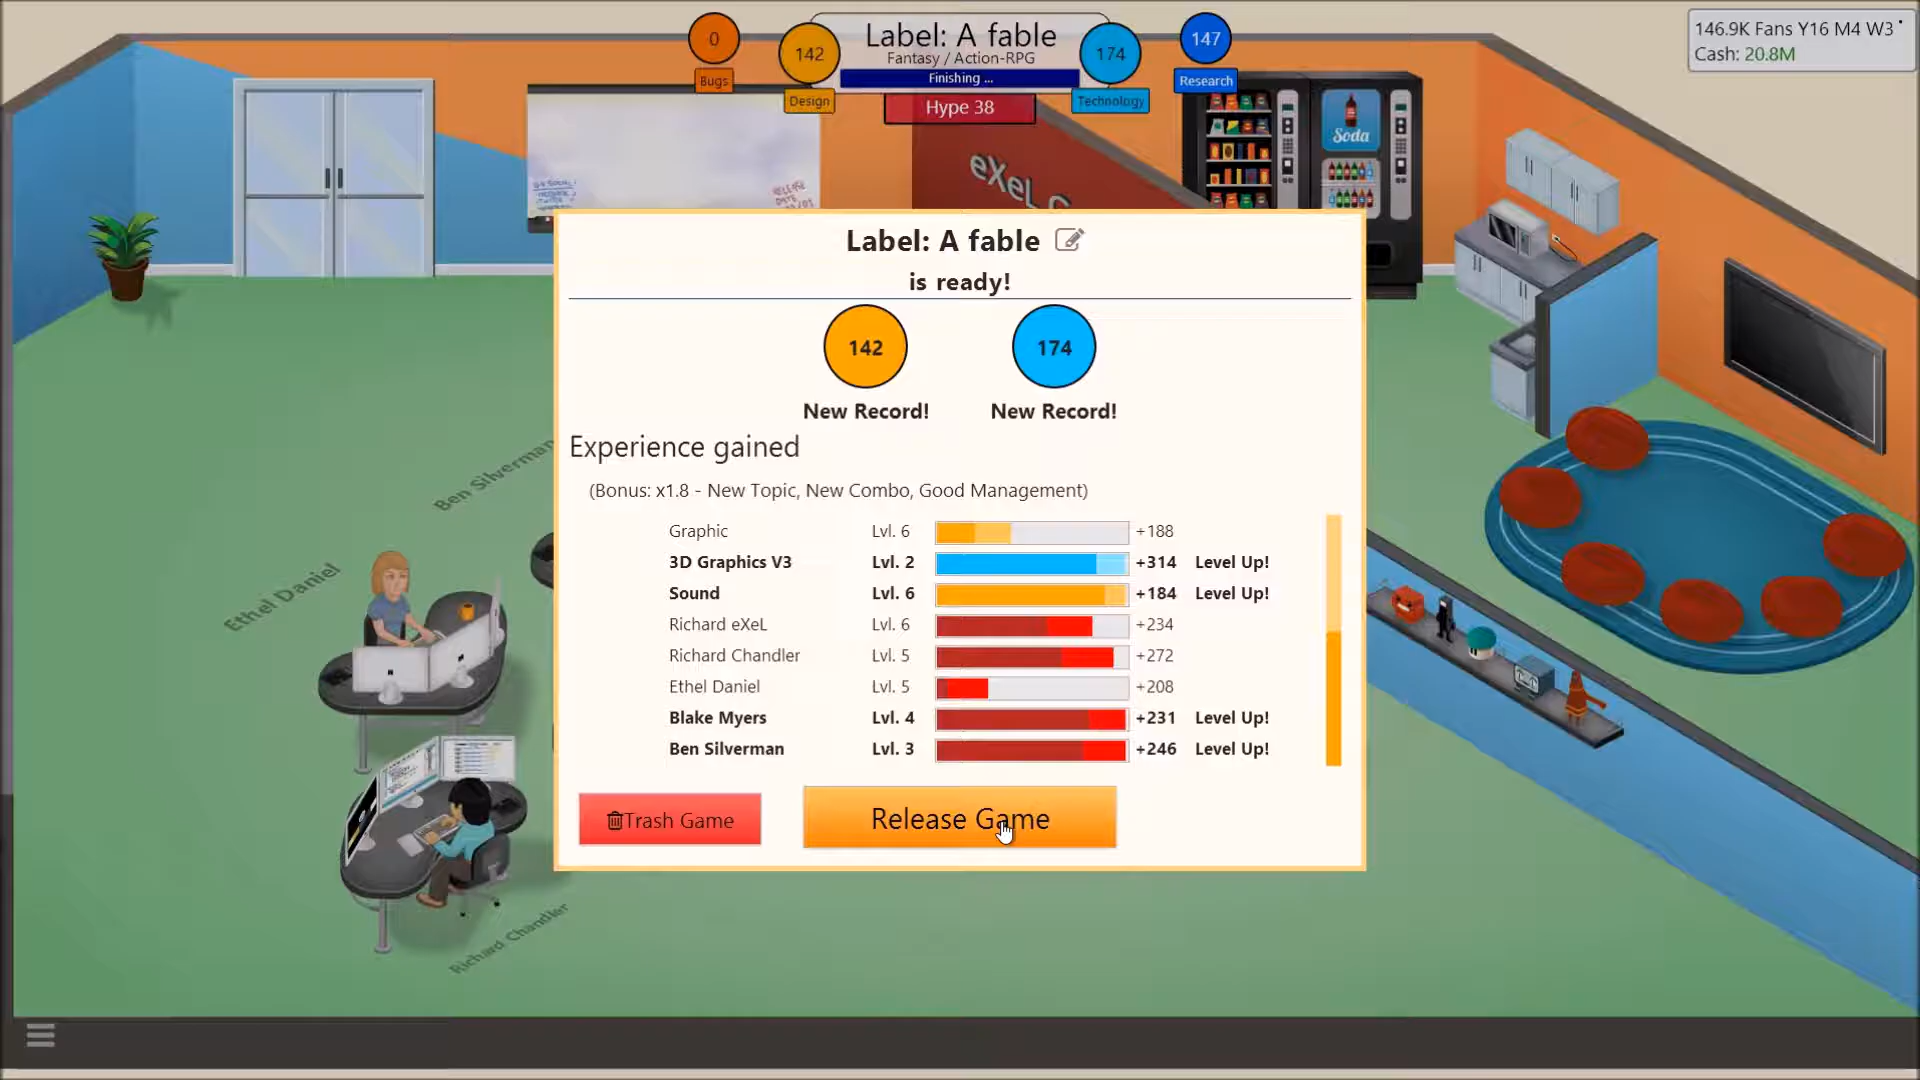 0
Bugs
142
Design
Label: A fable
Fantasy / Action-RPG
Finishing ...
Hype 38
174
Technology
147
Research
146.9K Fans Y16 M4 W3
Cash: 20.8M
Soda
RELEASE
DATE
eXeL
Label: A fable
is ready!
142
174
New Record!
New Record!
Experience gained
(Bonus: x1.8 - New Topic, New Combo, Good Management)
Graphic Lvl. 6 +188
3D Graphics V3 Lvl. 2 +314 Level Up!
Sound Lvl. 6 +184 Level Up!
Richard eXeL Lvl. 6 +234
Richard Chandler Lvl. 5 +272
Ethel Daniel Lvl. 5 +208
Blake Myers Lvl. 4 +231 Level Up!
Ben Silverman Lvl. 3 +246 Level Up!
Trash Game
Release Game
Ben Silverman
Ethel Daniel
Richard Chandler